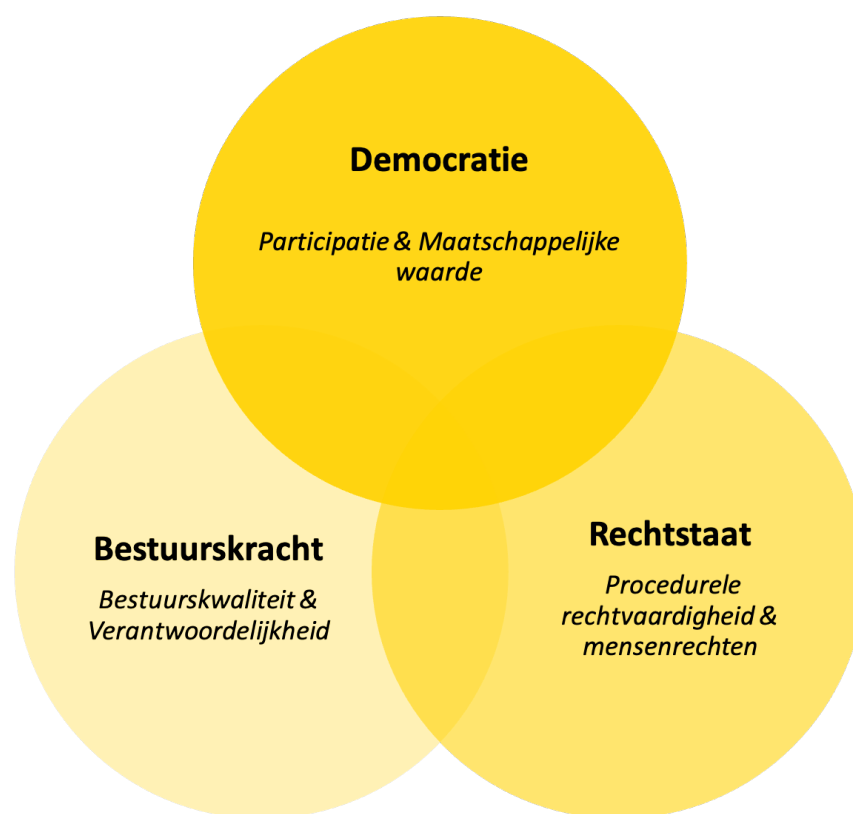 Democratie
Participatie & Maatschappelijke
waarde
Bestuurskracht
Bestuurskwaliteit &
Verantwoordelijkheid
Rechtstaat
Procedurele
rechtvaardigheid &
mensenrechten